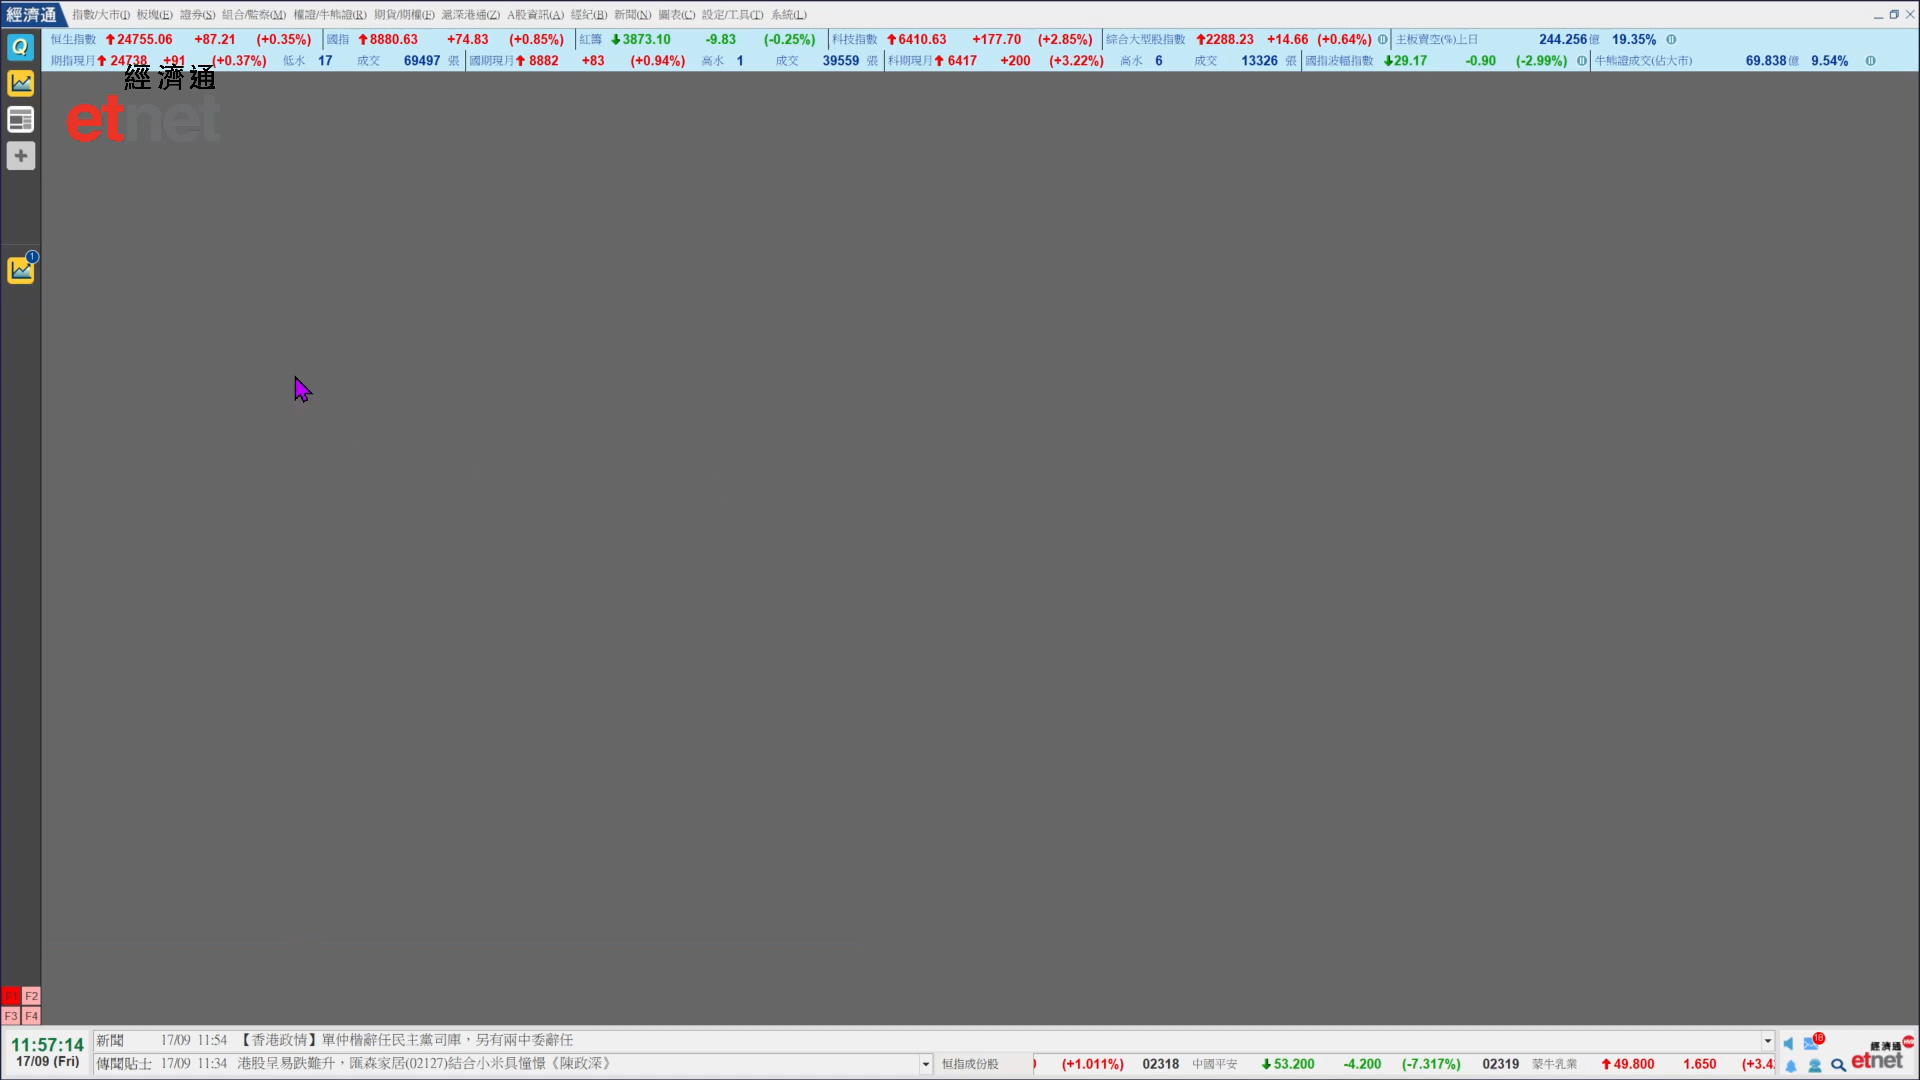 經濟通 指數/大市(I) 板塊(E) 證券(S) 組合/監察(M) 權證/牛熊證(R) 期貨/期權(F) 滬深港通(Z) A股資訊(A) 經紀(B) 新聞(N) 圖表(C) 設定/工具(T) 系統(L)
恒生指數 24755.06 +87.21 (+0.35%) 國指 8880.63 +74.83 (+0.85%) 紅籌 3873.10 -9.83 (-0.25%) 科技指數 6410.63 +177.70 (+2.85%) 綜合大型股指數 2288.23 +14.66 (+0.64%) 主板賣空(%)上日 244.256億 19.35%
期指現月 24738 +91 (+0.37%) 低水 17 成交 69497 張 國期現月 8882 +83 (+0.94%) 高水 1 成交 39559 張 科期現月 6417 +200 (+3.22%) 高水 6 成交 13326 張 國指波幅指數 29.17 -0.90 (-2.99%) 牛熊證成交(佔大市) 69.838億 9.54%
經濟通
etnet
Q
1
F1 F2
F3 F4
11:57:14
17/09 (Fri)
新聞 17/09 11:54 【香港政情】單仲楷辭任民主黨司庫，另有兩中委辭任
傳聞貼士 17/09 11:34 港股呈易跌難升，匯森家居(02127)結合小米具憧憬《陳政深》
恒指成份股 (+1.011%) 02318 中國平安 53.200 -4.200 (-7.317%) 02319 蒙牛乳業 49.800 1.650 (+3.4
18
經濟通
etnet